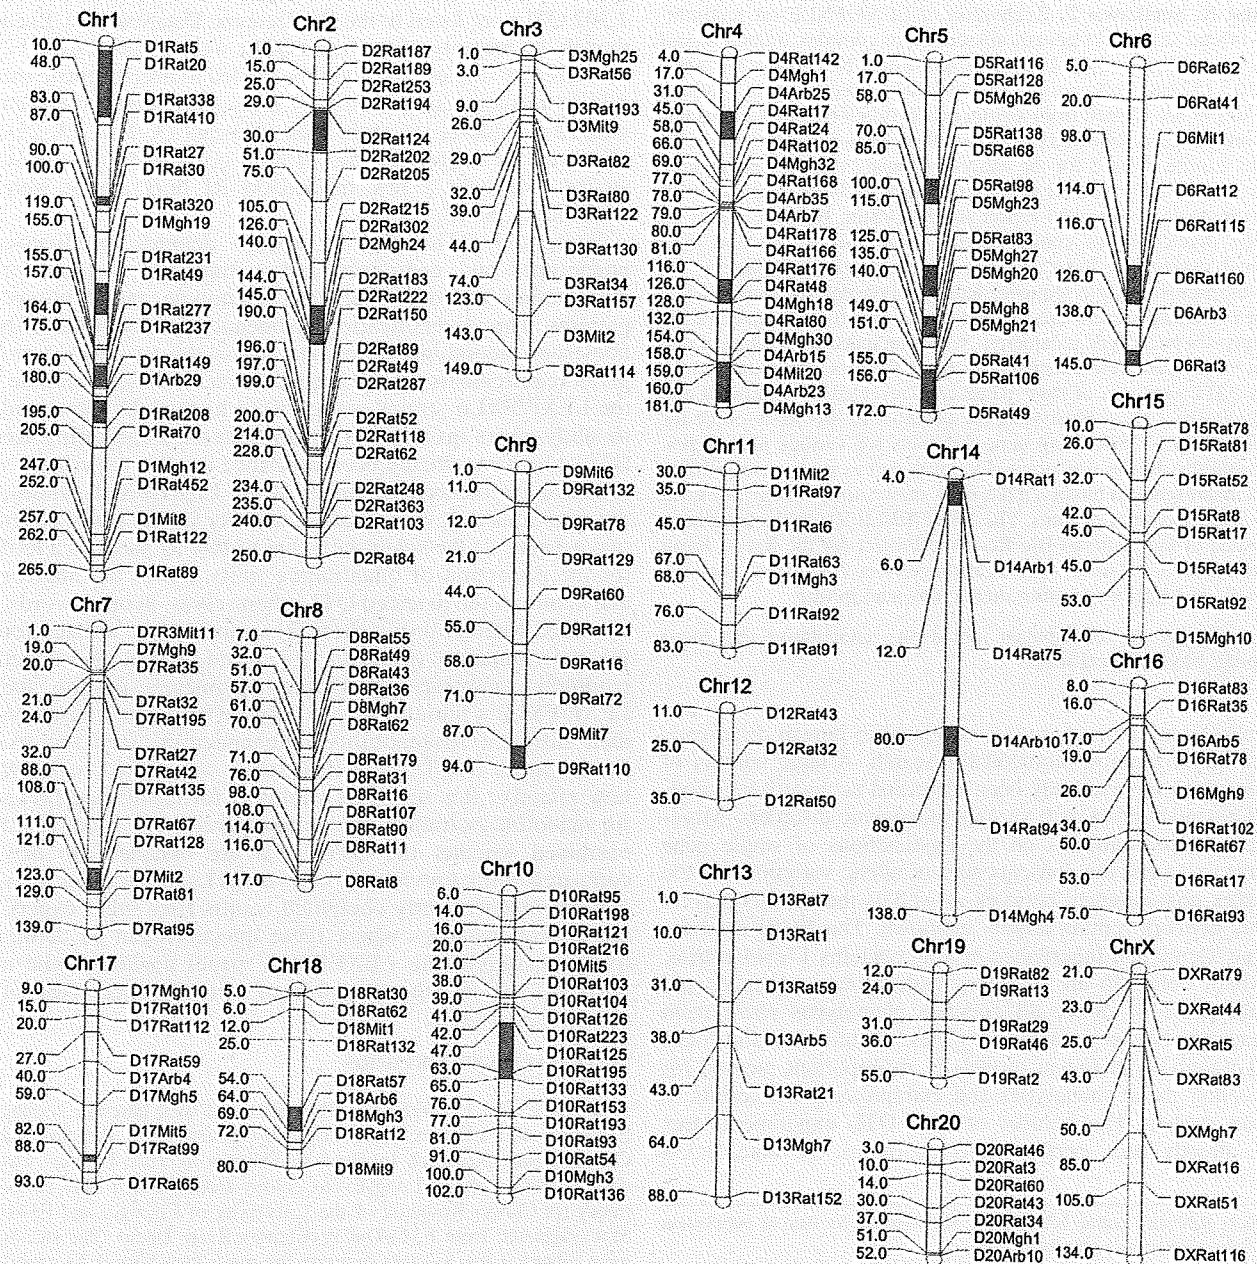 Chr1
10.0 D1Rat5
48.0 D1Rat20
83.0 D1Rat338
87.0 D1Rat410
90.0 D1Rat27
100.0 D1Rat30
119.0 D1Rat320
155.0 D1Mgh19
155.0 D1Rat231
157.0 D1Rat49
164.0 D1Rat277
175.0 D1Rat237
176.0 D1Rat149
180.0 D1Arb29
195.0 D1Rat208
205.0 D1Rat70
247.0 D1Mgh12
252.0 D1Rat452
257.0 D1Mit8
262.0 D1Rat122
265.0 D1Rat89
Chr2
1.0 D2Rat187
15.0 D2Rat189
25.0 D2Rat253
29.0 D2Rat194
30.0 D2Rat124
51.0 D2Rat202
75.0 D2Rat205
105.0 D2Rat215
126.0 D2Rat302
140.0 D2Mgh24
144.0 D2Rat183
145.0 D2Rat222
190.0 D2Rat150
196.0 D2Rat89
197.0 D2Rat49
199.0 D2Rat287
200.0 D2Rat52
214.0 D2Rat118
228.0 D2Rat62
234.0 D2Rat248
235.0 D2Rat363
240.0 D2Rat103
250.0 D2Rat84
Chr3
1.0 D3Mgh25
3.0 D3Rat56
9.0 D3Rat193
26.0 D3Mit9
29.0 D3Rat82
32.0 D3Rat80
39.0 D3Rat122
44.0 D3Rat130
74.0 D3Rat34
123.0 D3Rat157
143.0 D3Mit2
149.0 D3Rat114
Chr4
4.0 D4Rat142
17.0 D4Mgh1
31.0 D4Arb25
45.0 D4Rat17
58.0 D4Rat24
66.0 D4Rat102
69.0 D4Mgh32
77.0 D4Rat168
78.0 D4Arb35
79.0 D4Arb7
80.0 D4Rat178
81.0 D4Rat166
116.0 D4Rat176
126.0 D4Rat48
128.0 D4Mgh18
132.0 D4Rat80
154.0 D4Mgh30
158.0 D4Arb15
159.0 D4Mit20
160.0 D4Arb23
181.0 D4Mgh13
Chr5
1.0 D5Rat116
17.0 D5Rat128
58.0 D5Mgh26
70.0 D5Rat138
85.0 D5Rat68
100.0 D5Rat98
115.0 D5Mgh23
125.0 D5Rat83
135.0 D5Mgh27
140.0 D5Mgh20
149.0 D5Mgh8
151.0 D5Mgh21
155.0 D5Rat41
156.0 D5Rat106
172.0 D5Rat49
Chr6
5.0 D6Rat62
20.0 D6Rat41
98.0 D6Mit1
114.0 D6Rat12
116.0 D6Rat115
126.0 D6Rat160
138.0 D6Arb3
145.0 D6Rat3
Chr7
1.0 D7R3Mit11
19.0 D7Mgh9
20.0 D7Rat35
21.0 D7Rat32
24.0 D7Rat195
32.0 D7Rat27
88.0 D7Rat42
108.0 D7Rat135
111.0 D7Rat67
121.0 D7Rat128
123.0 D7Mit2
129.0 D7Rat81
139.0 D7Rat95
Chr8
7.0 D8Rat55
32.0 D8Rat49
51.0 D8Rat43
57.0 D8Rat36
61.0 D8Mgh7
70.0 D8Rat62
71.0 D8Rat179
76.0 D8Rat31
98.0 D8Rat16
108.0 D8Rat107
114.0 D8Rat90
116.0 D8Rat11
117.0 D8Rat8
Chr9
1.0 D9Mit6
11.0 D9Rat132
12.0 D9Rat78
21.0 D9Rat129
44.0 D9Rat60
55.0 D9Rat121
58.0 D9Rat16
71.0 D9Rat72
87.0 D9Mit7
94.0 D9Rat110
Chr11
30.0 D11Mit2
35.0 D11Rat97
45.0 D11Rat6
67.0 D11Rat63
68.0 D11Mgh3
76.0 D11Rat92
83.0 D11Rat91
Chr12
11.0 D12Rat43
25.0 D12Rat32
35.0 D12Rat50
Chr14
4.0 D14Rat1
6.0 D14Arb1
12.0 D14Rat75
80.0 D14Arb10
89.0 D14Rat94
138.0 D14Mgh4
Chr15
10.0 D15Rat78
26.0 D15Rat81
32.0 D15Rat52
42.0 D15Rat8
45.0 D15Rat17
45.0 D15Rat43
53.0 D15Rat92
74.0 D15Mgh10
Chr16
8.0 D16Rat83
16.0 D16Rat35
17.0 D16Arb5
19.0 D16Rat78
26.0 D16Mgh9
34.0 D16Rat102
50.0 D16Rat67
53.0 D16Rat17
75.0 D16Rat93
Chr17
9.0 D17Mgh10
15.0 D17Rat101
20.0 D17Rat112
27.0 D17Rat59
40.0 D17Arb4
59.0 D17Mgh5
82.0 D17Mit5
88.0 D17Rat99
93.0 D17Rat65
Chr18
5.0 D18Rat30
6.0 D18Rat62
12.0 D18Mit1
25.0 D18Rat132
54.0 D18Rat57
64.0 D18Arb6
69.0 D18Mgh3
72.0 D18Rat12
80.0 D18Mit9
Chr10
6.0 D10Rat95
14.0 D10Rat198
16.0 D10Rat121
20.0 D10Rat216
21.0 D10Mit5
38.0 D10Rat103
39.0 D10Rat104
41.0 D10Rat126
42.0 D10Rat223
47.0 D10Rat125
63.0 D10Rat195
65.0 D10Rat133
76.0 D10Rat153
77.0 D10Rat193
81.0 D10Rat93
91.0 D10Rat54
100.0 D10Mgh3
102.0 D10Rat136
Chr13
1.0 D13Rat7
10.0 D13Rat1
31.0 D13Rat59
38.0 D13Arb5
43.0 D13Rat21
64.0 D13Mgh7
88.0 D13Rat152
Chr19
12.0 D19Rat82
24.0 D19Rat13
31.0 D19Rat29
36.0 D19Rat46
55.0 D19Rat2
Chr20
3.0 D20Rat46
10.0 D20Rat3
14.0 D20Rat60
30.0 D20Rat43
37.0 D20Rat34
51.0 D20Mgh1
52.0 D20Arb10
ChrX
21.0 DXRat79
23.0 DXRat44
25.0 DXRat5
43.0 DXRat83
50.0 DXMgh7
85.0 DXRat16
105.0 DXRat51
134.0 DXRat116